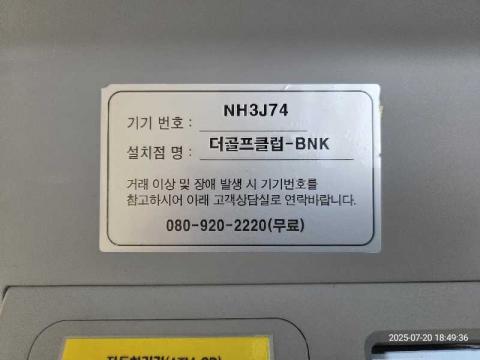 기기 번호 : NH3J74
설치점 명 : 더골프클럽-BNK
거래 이상 및 장애 발생 시 기기번호를
참고하시어 아래 고객상담실로 연락바랍니다.
080-920-2220(무료)
2025-07-20 18:49:36